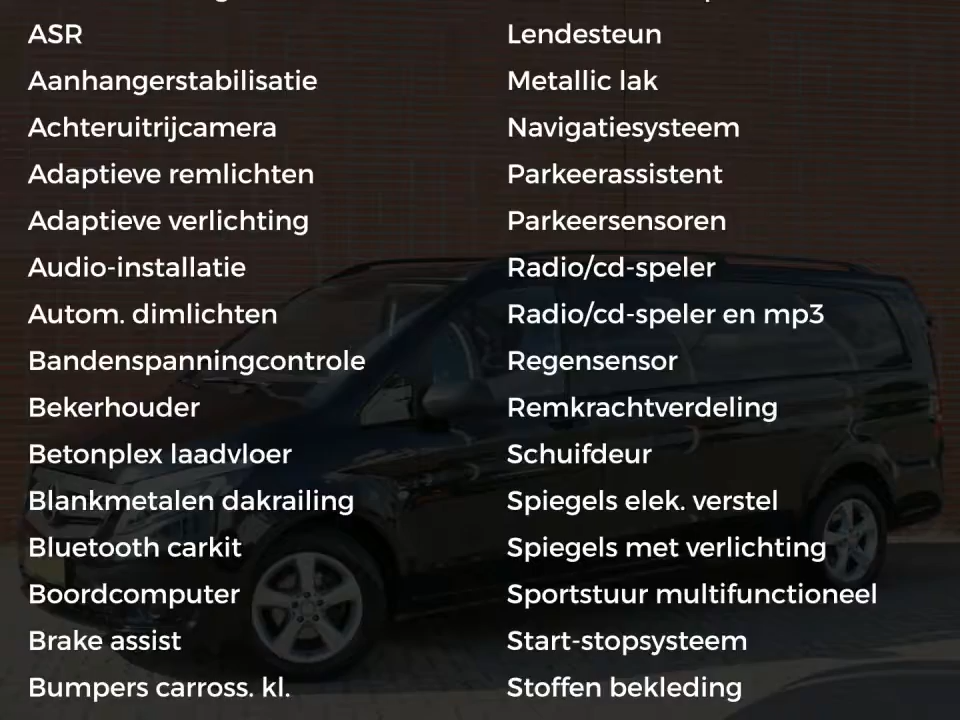 ASR
Aanhangerstabilisatie
Achteruitrijcamera
Adaptieve remlichten
Adaptieve verlichting
Audio-installatie
Autom. dimlichten
Bandenspanningcontrole
Bekerhouder
Betonplex laadvloer
Blankmetalen dakrailing
Bluetooth carkit
Boordcomputer
Brake assist
Bumpers carross. kl.
Lendesteun
Metallic lak
Navigatiesysteem
Parkeerassistent
Parkeersensoren
Radio/cd-speler
Radio/cd-speler en mp3
Regensensor
Remkrachtverdeling
Schuifdeur
Spiegels elek. verstel
Spiegels met verlichting
Sportstuur multifunctioneel
Start-stopsysteem
Stoffen bekleding